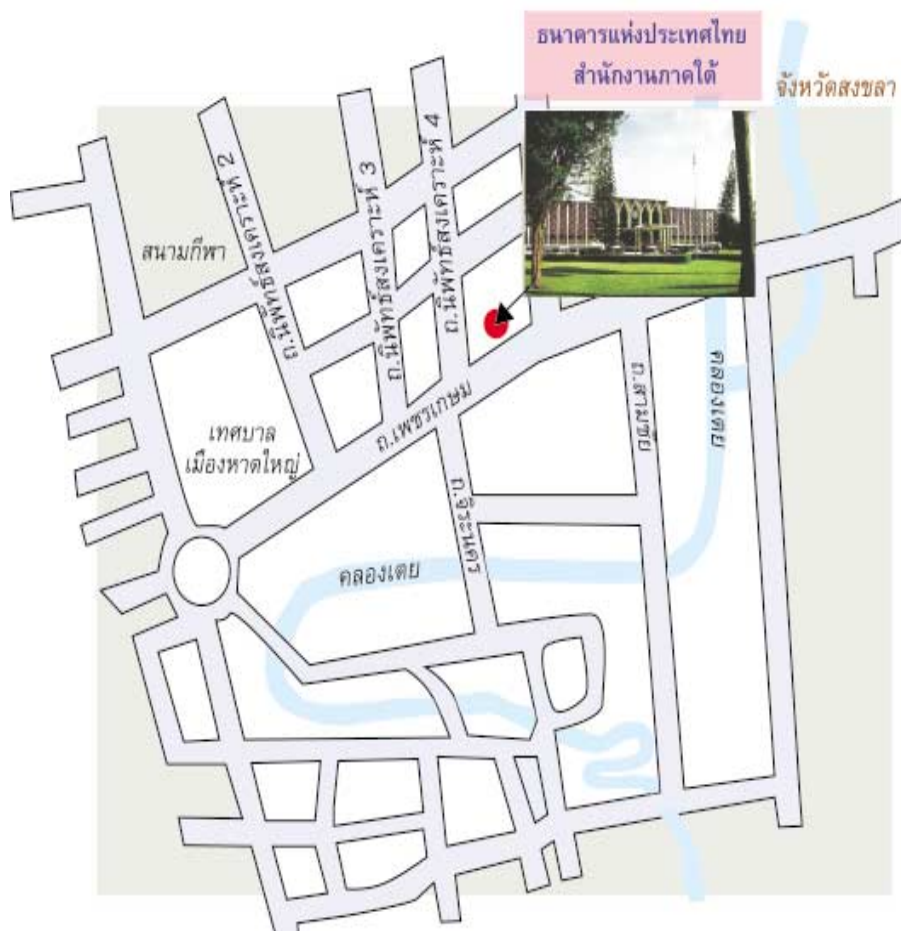 ธนาคารแห่งประเทศไทย
สำนักงานภาคใต้
จังหวัดสงขลา
ถ.นิพัทธ์สงเคราะห์ 2
ถ.นิพัทธ์สงเคราะห์ 3
ถ.นิพัทธ์สงเคราะห์ 4
สนามกีฬา
ถ.เพชรเกษม
ถ.สามชัย
คลองเตย
เทศบาล
เมืองหาดใหญ่
ถ.จิระนคร
คลองเตย